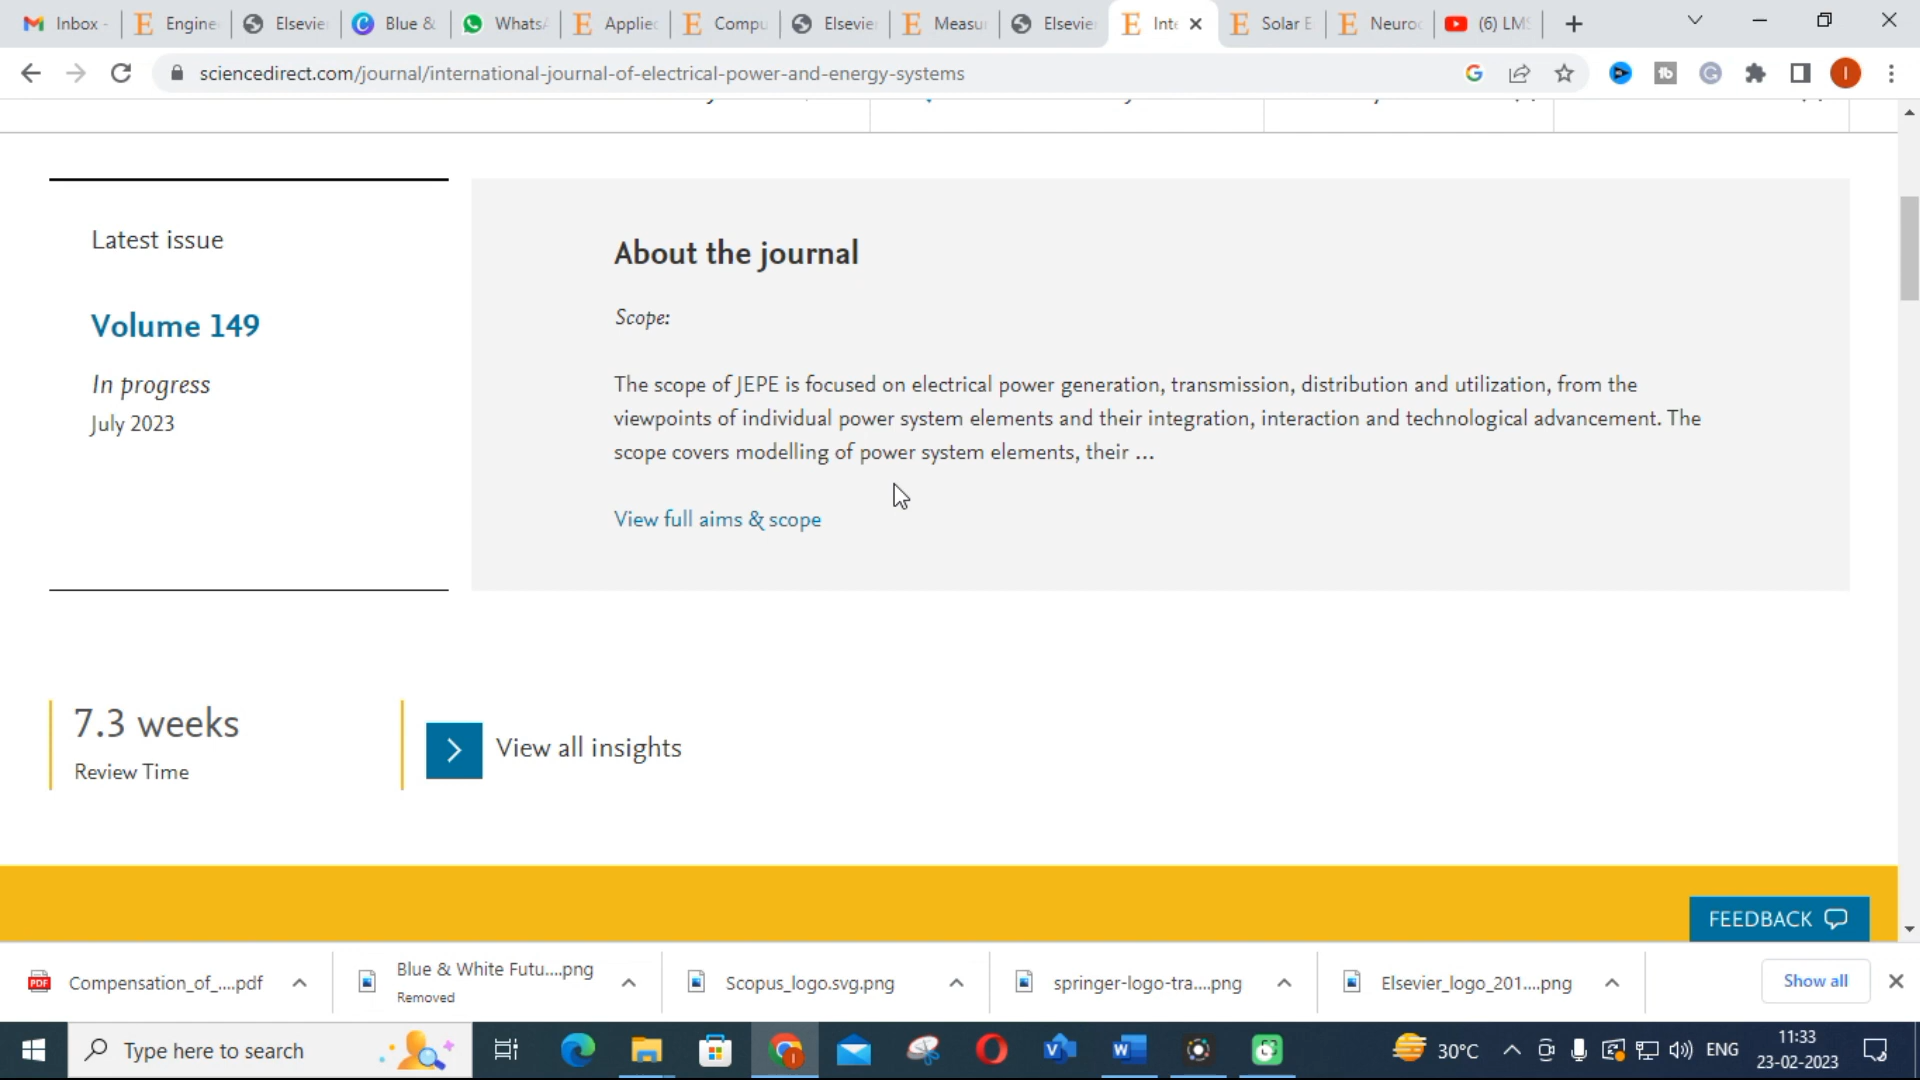 Inbox -
Engine
Elsevie
Blue &
Whats
Applied
Compu
Elsevie
Measu
Elsevie
Inte
Solar E
Neuroc
(6) LMS
sciencedirect.com/journal/international-journal-of-electrical-power-and-energy-systems
Latest issue
Volume 149
In progress
July 2023
About the journal
Scope:
The scope of JEPE is focused on electrical power generation, transmission, distribution and utilization, from the
viewpoints of individual power system elements and their integration, interaction and technological advancement. The
scope covers modelling of power system elements, their ...
View full aims & scope
7.3 weeks
Review Time
View all insights
FEEDBACK
Compensation_of_....pdf
Blue & White Futu....png
Removed
Scopus_logo.svg.png
springer-logo-tra....png
Elsevier_logo_201....png
Show all
Type here to search
30°C
ENG
11:33
23-02-2023